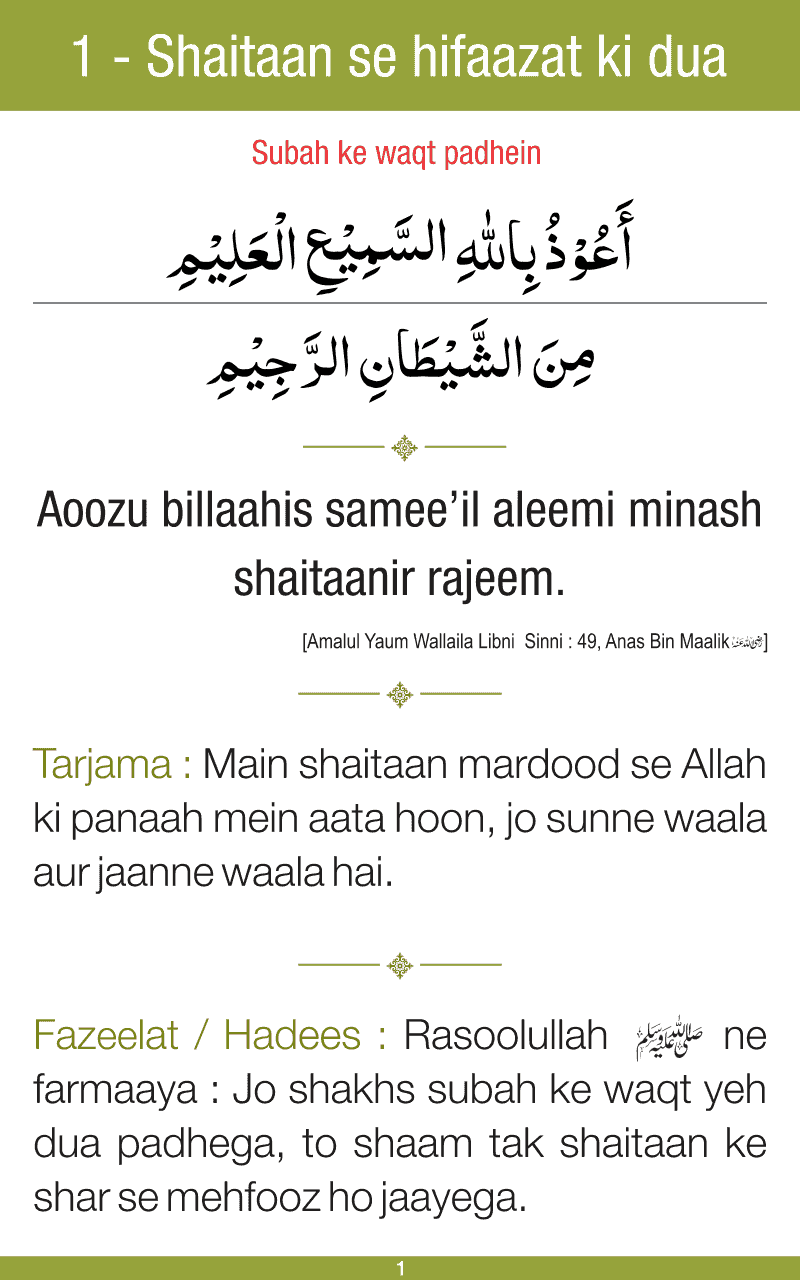 1 - Shaitaan se hifaazat ki dua
Subah ke waqt padhein
أَعُوْذُ بِاللهِ السَّمِيْعِ الْعَلِيْمِ
مِنَ الشَّيْطَانِ الرَّجِيْمِ
Aoozu billaahis samee’il aleemi minash
shaitaanir rajeem.
[Amalul Yaum Wallaila Libni Sinni : 49, Anas Bin Maalik رضي الله عنه]
Tarjama : Main shaitaan mardood se Allah
ki panaah mein aata hoon, jo sunne waala
aur jaanne waala hai.
Fazeelat / Hadees : Rasoolullah ﷺ ne
farmaaya : Jo shakhs subah ke waqt yeh
dua padhega, to shaam tak shaitaan ke
shar se mehfooz ho jaayega.
1